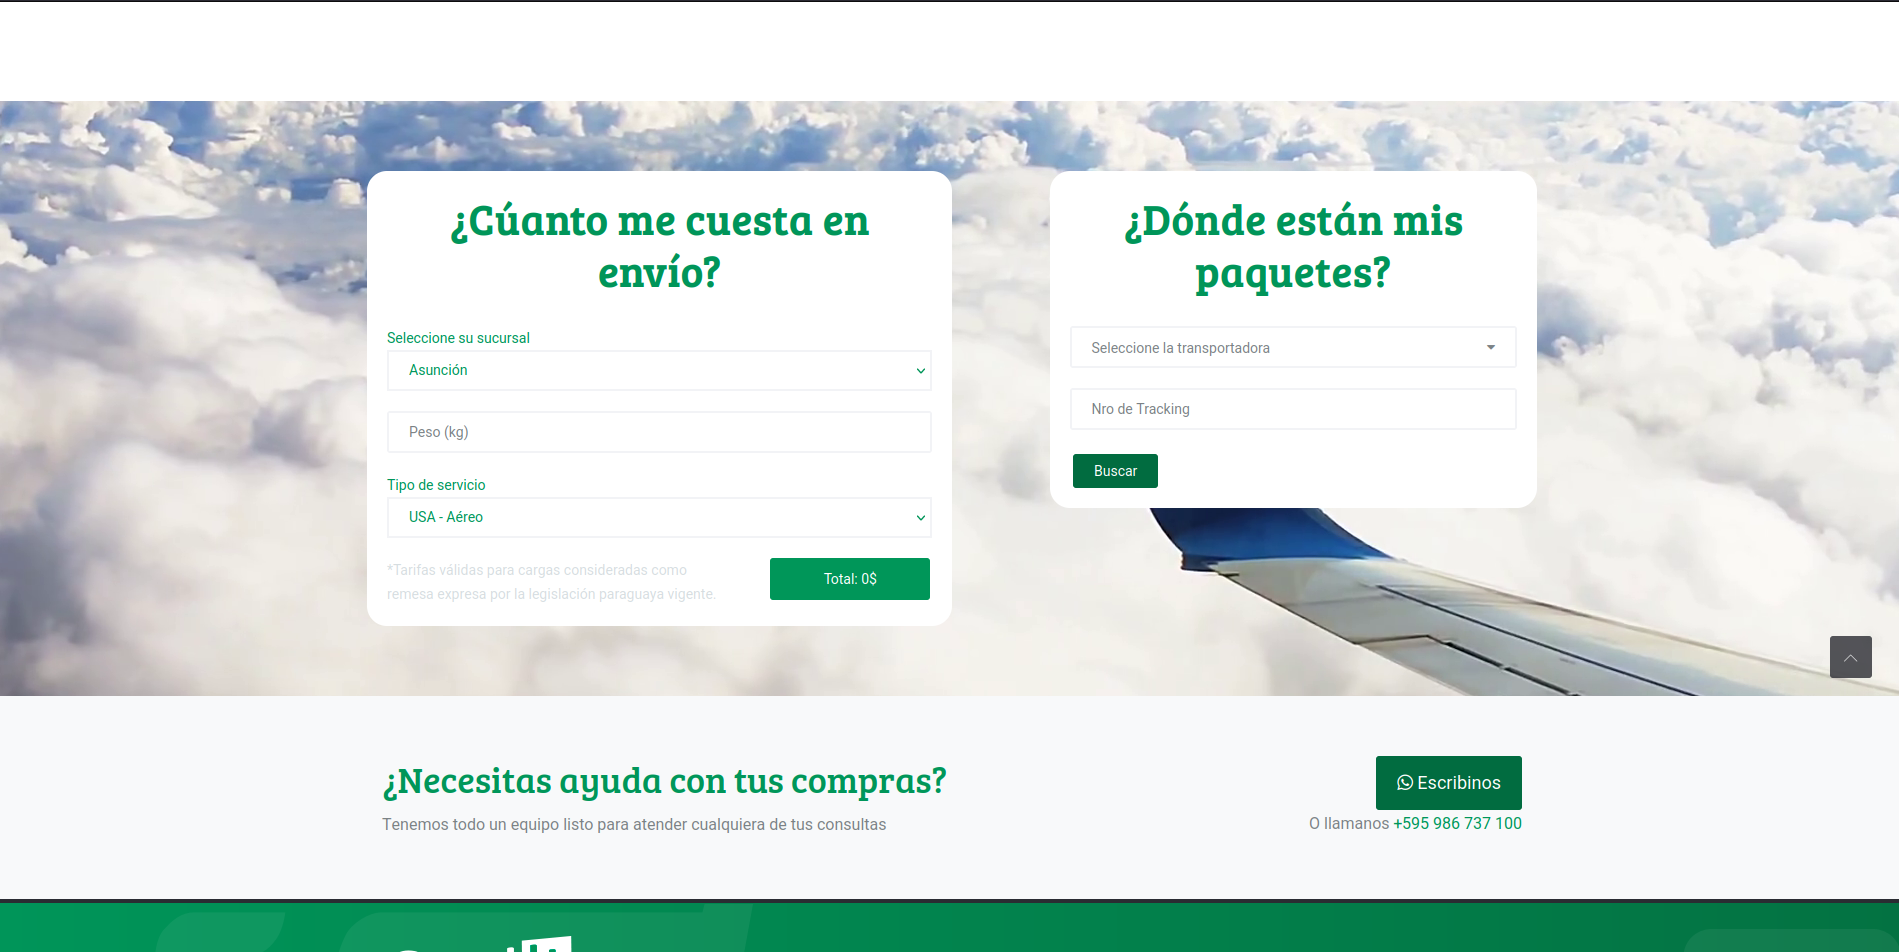 ¿Cúanto me cuesta en
envío?
Seleccione su sucursal
Asunción
Peso (kg)
Tipo de servicio
USA - Aéreo
*Tarifas válidas para cargas consideradas como
remesa expresa por la legislación paraguaya vigente.
Total: 0$
¿Dónde están mis
paquetes?
Seleccione la transportadora
Nro de Tracking
Buscar
¿Necesitas ayuda con tus compras?
Tenemos todo un equipo listo para atender cualquiera de tus consultas
Escribinos
O llamanos +595 986 737 100